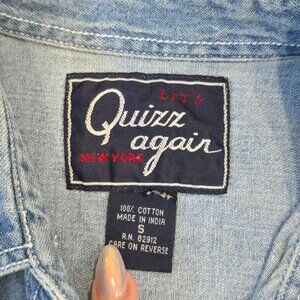 LET'S
Quizz
again
NEW YORK
100% COTTON
MADE IN INDIA
S
R.N. 82912
CARE ON REVERSE